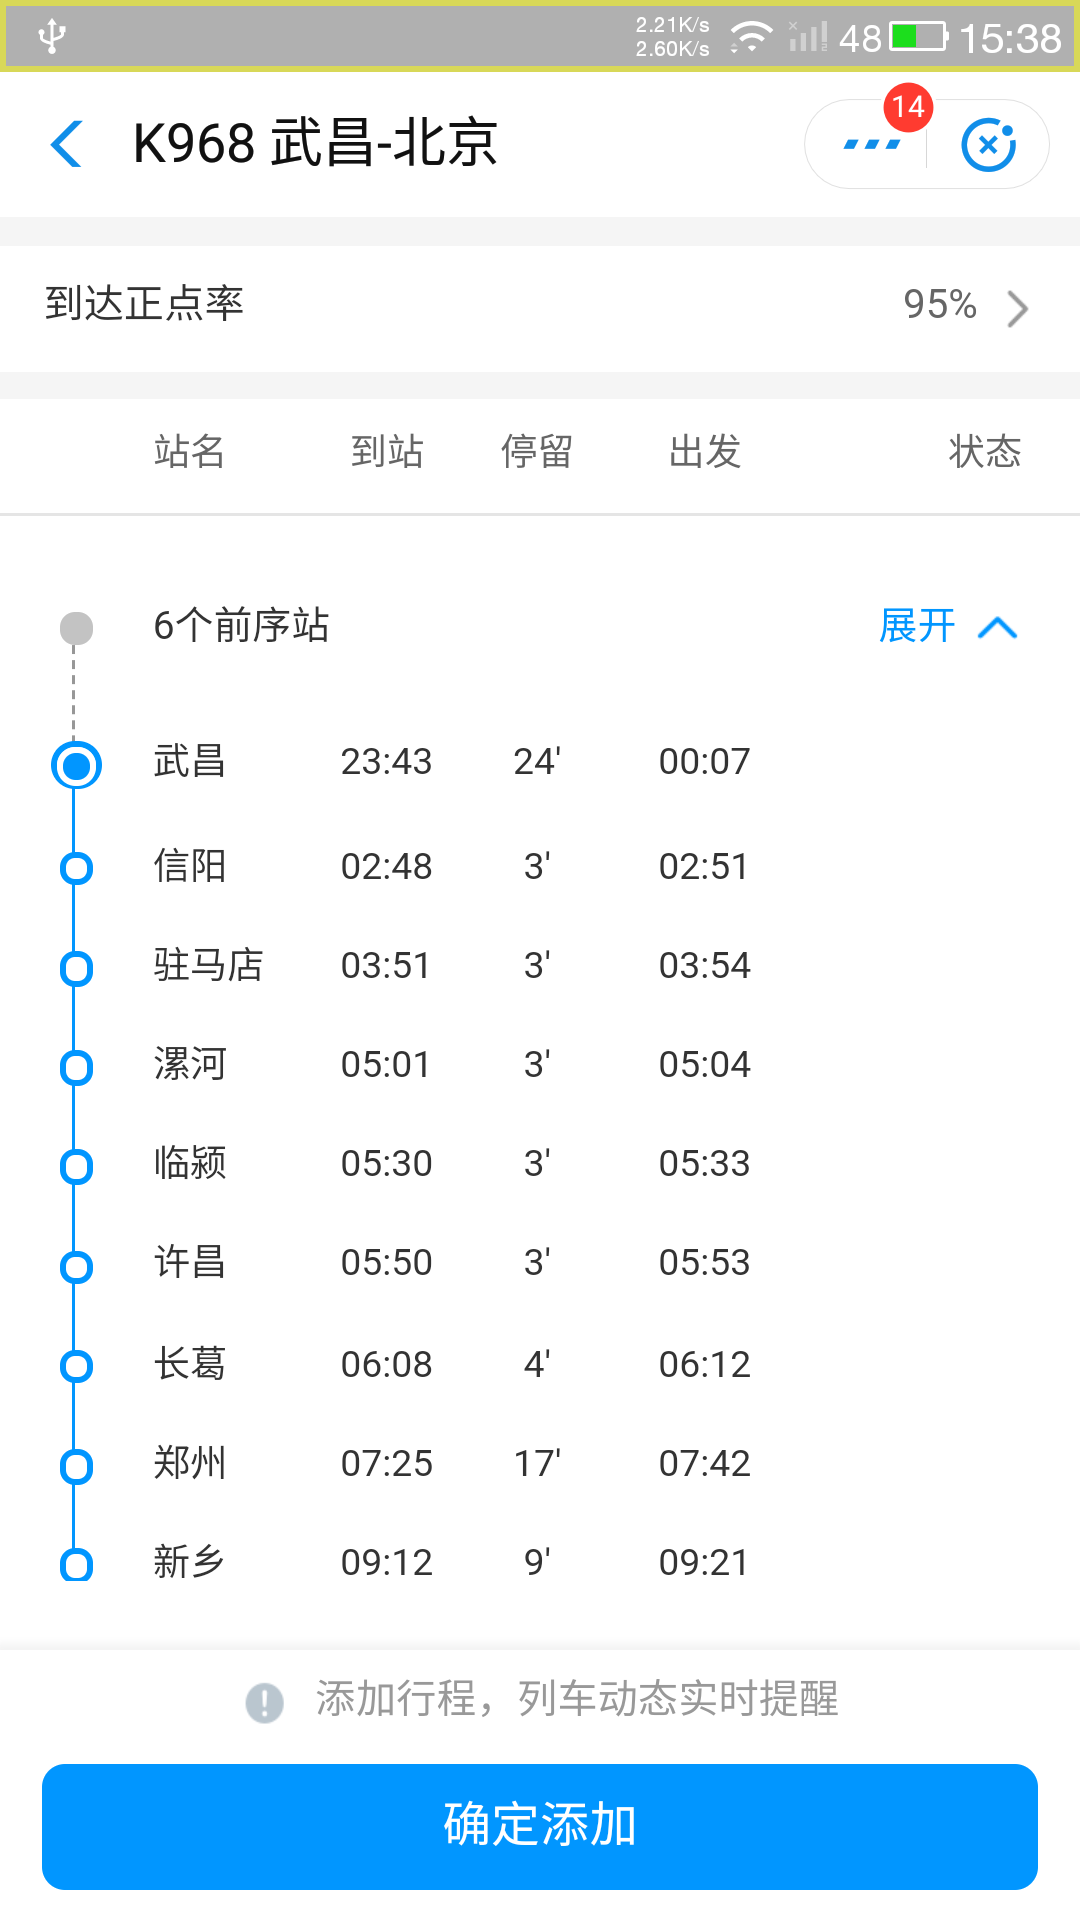 2.21K/s
2.60K/s
48 15:38
K968 武昌-北京
14
到达正点率 95%
站名 到站 停留 出发 状态
6个前序站 展开
武昌 23:43 24' 00:07
信阳 02:48 3' 02:51
驻马店 03:51 3' 03:54
漯河 05:01 3' 05:04
临颍 05:30 3' 05:33
许昌 05:50 3' 05:53
长葛 06:08 4' 06:12
郑州 07:25 17' 07:42
新乡 09:12 9' 09:21
添加行程，列车动态实时提醒
确定添加